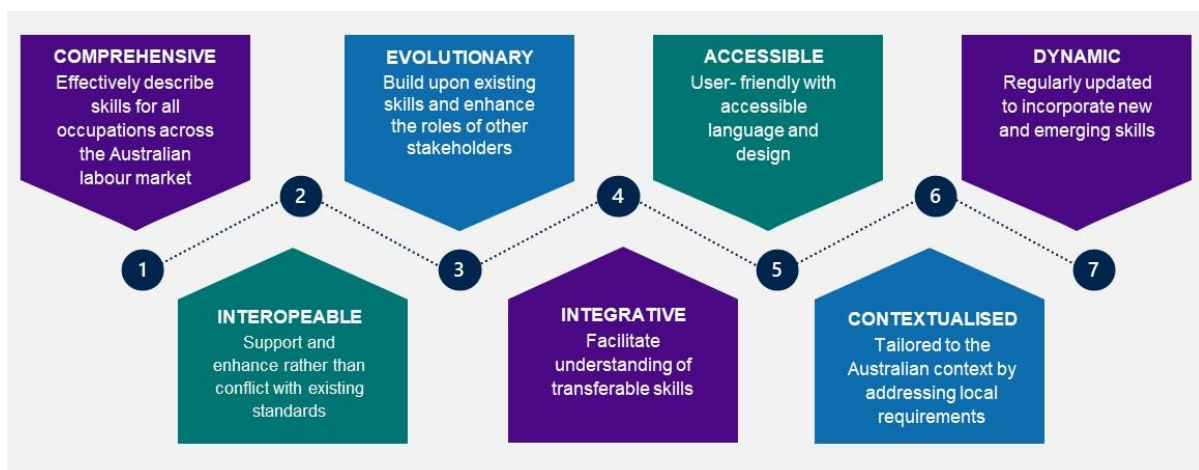 COMPREHENSIVE
Effectively describe
skills for all
occupations across
the Australian
labour market
1
2
INTEROPEABLE
Support and
enhance rather than
conflict with existing
standards
EVOLUTIONARY
Build upon existing
skills and enhance
the roles of other
stakeholders
3
4
INTEGRATIVE
Facilitate
understanding of
transferable skills
ACCESSIBLE
User- friendly with
accessible
language and
design
5
6
CONTEXTUALISED
Tailored to the
Australian context by
addressing local
requirements
DYNAMIC
Regularly updated
to incorporate new
and emerging skills
7